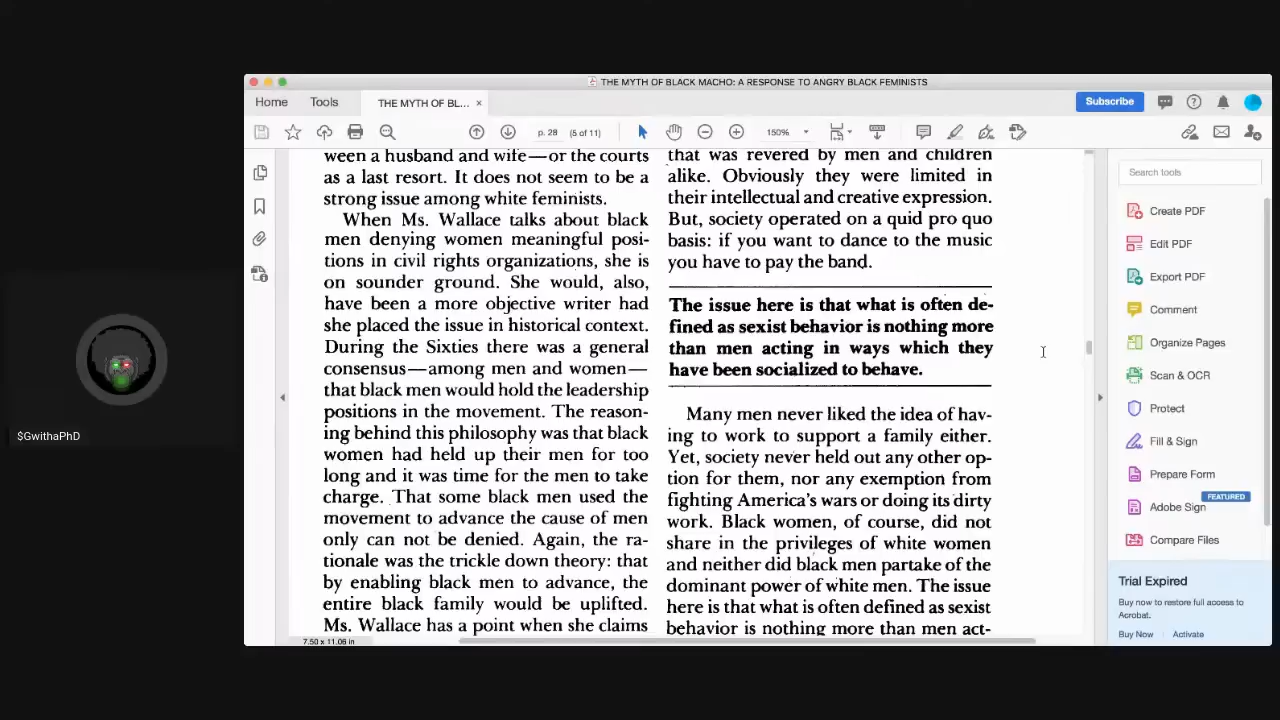 THE MYTH OF BLACK MACHO: A RESPONSE TO ANGRY BLACK FEMINISTS
Home
Tools
THE MYTH OF BL... ×
Subscribe
p. 28
(5 of 11)
150%
ween a husband and wife—or the courts
as a last resort. It does not seem to be a
strong issue among white feminists.
When Ms. Wallace talks about black
men denying women meaningful posi-
tions in civil rights organizations, she is
on sounder ground. She would, also,
have been a more objective writer had
she placed the issue in historical context.
During the Sixties there was a general
consensus—among men and women—
that black men would hold the leadership
positions in the movement. The reason-
ing behind this philosophy was that black
women had held up their men for too
long and it was time for the men to take
charge. That some black men used the
movement to advance the cause of men
only can not be denied. Again, the ra-
tionale was the trickle down theory: that
by enabling black men to advance, the
entire black family would be uplifted.
Ms. Wallace has a point when she claims
that was revered by men and children
alike. Obviously they were limited in
their intellectual and creative expression.
But, society operated on a quid pro quo
basis: if you want to dance to the music
you have to pay the band.
The issue here is that what is often de-
fined as sexist behavior is nothing more
than men acting in ways which they
have been socialized to behave.
Many men never liked the idea of hav-
ing to work to support a family either.
Yet, society never held out any other op-
tion for them, nor any exemption from
fighting America's wars or doing its dirty
work. Black women, of course, did not
share in the privileges of white women
and neither did black men partake of the
dominant power of white men. The issue
here is that what is often defined as sexist
behavior is nothing more than men act-
7.50 x 11.06 in
Search tools
Create PDF
Edit PDF
Export PDF
Comment
Organize Pages
Scan & OCR
Protect
Fill & Sign
Prepare Form
FEATURED
Adobe Sign
Compare Files
Trial Expired
Buy now to restore full access to
Acrobat.
Buy Now
Activate
$GwithaPhD